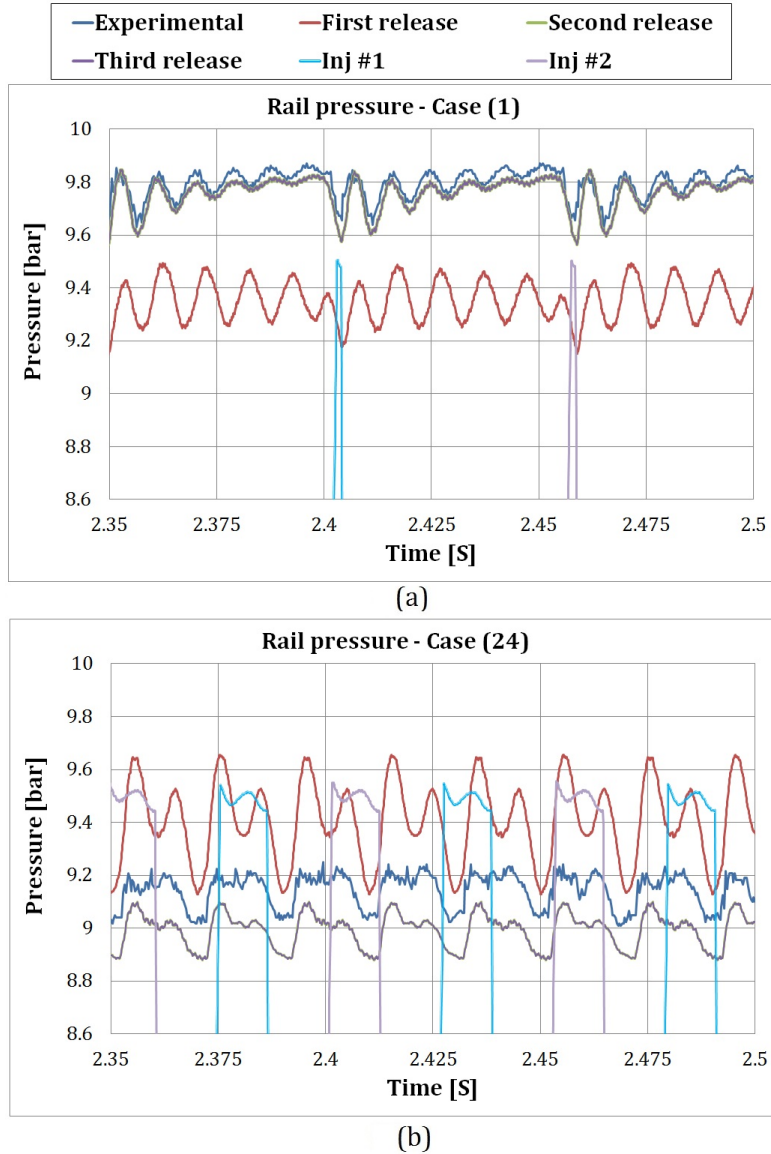 Experimental First release Second release
Third release Inj #1 Inj #2
Rail pressure - Case (1)
Pressure [bar]
10
9.8
9.6
9.4
9.2
9
8.8
8.6
2.35 2.375 2.4 2.425 2.45 2.475 2.5
Time [S]
(a)
Rail pressure - Case (24)
Pressure [bar]
10
9.8
9.6
9.4
9.2
9
8.8
8.6
2.35 2.375 2.4 2.425 2.45 2.475 2.5
Time [S]
(b)